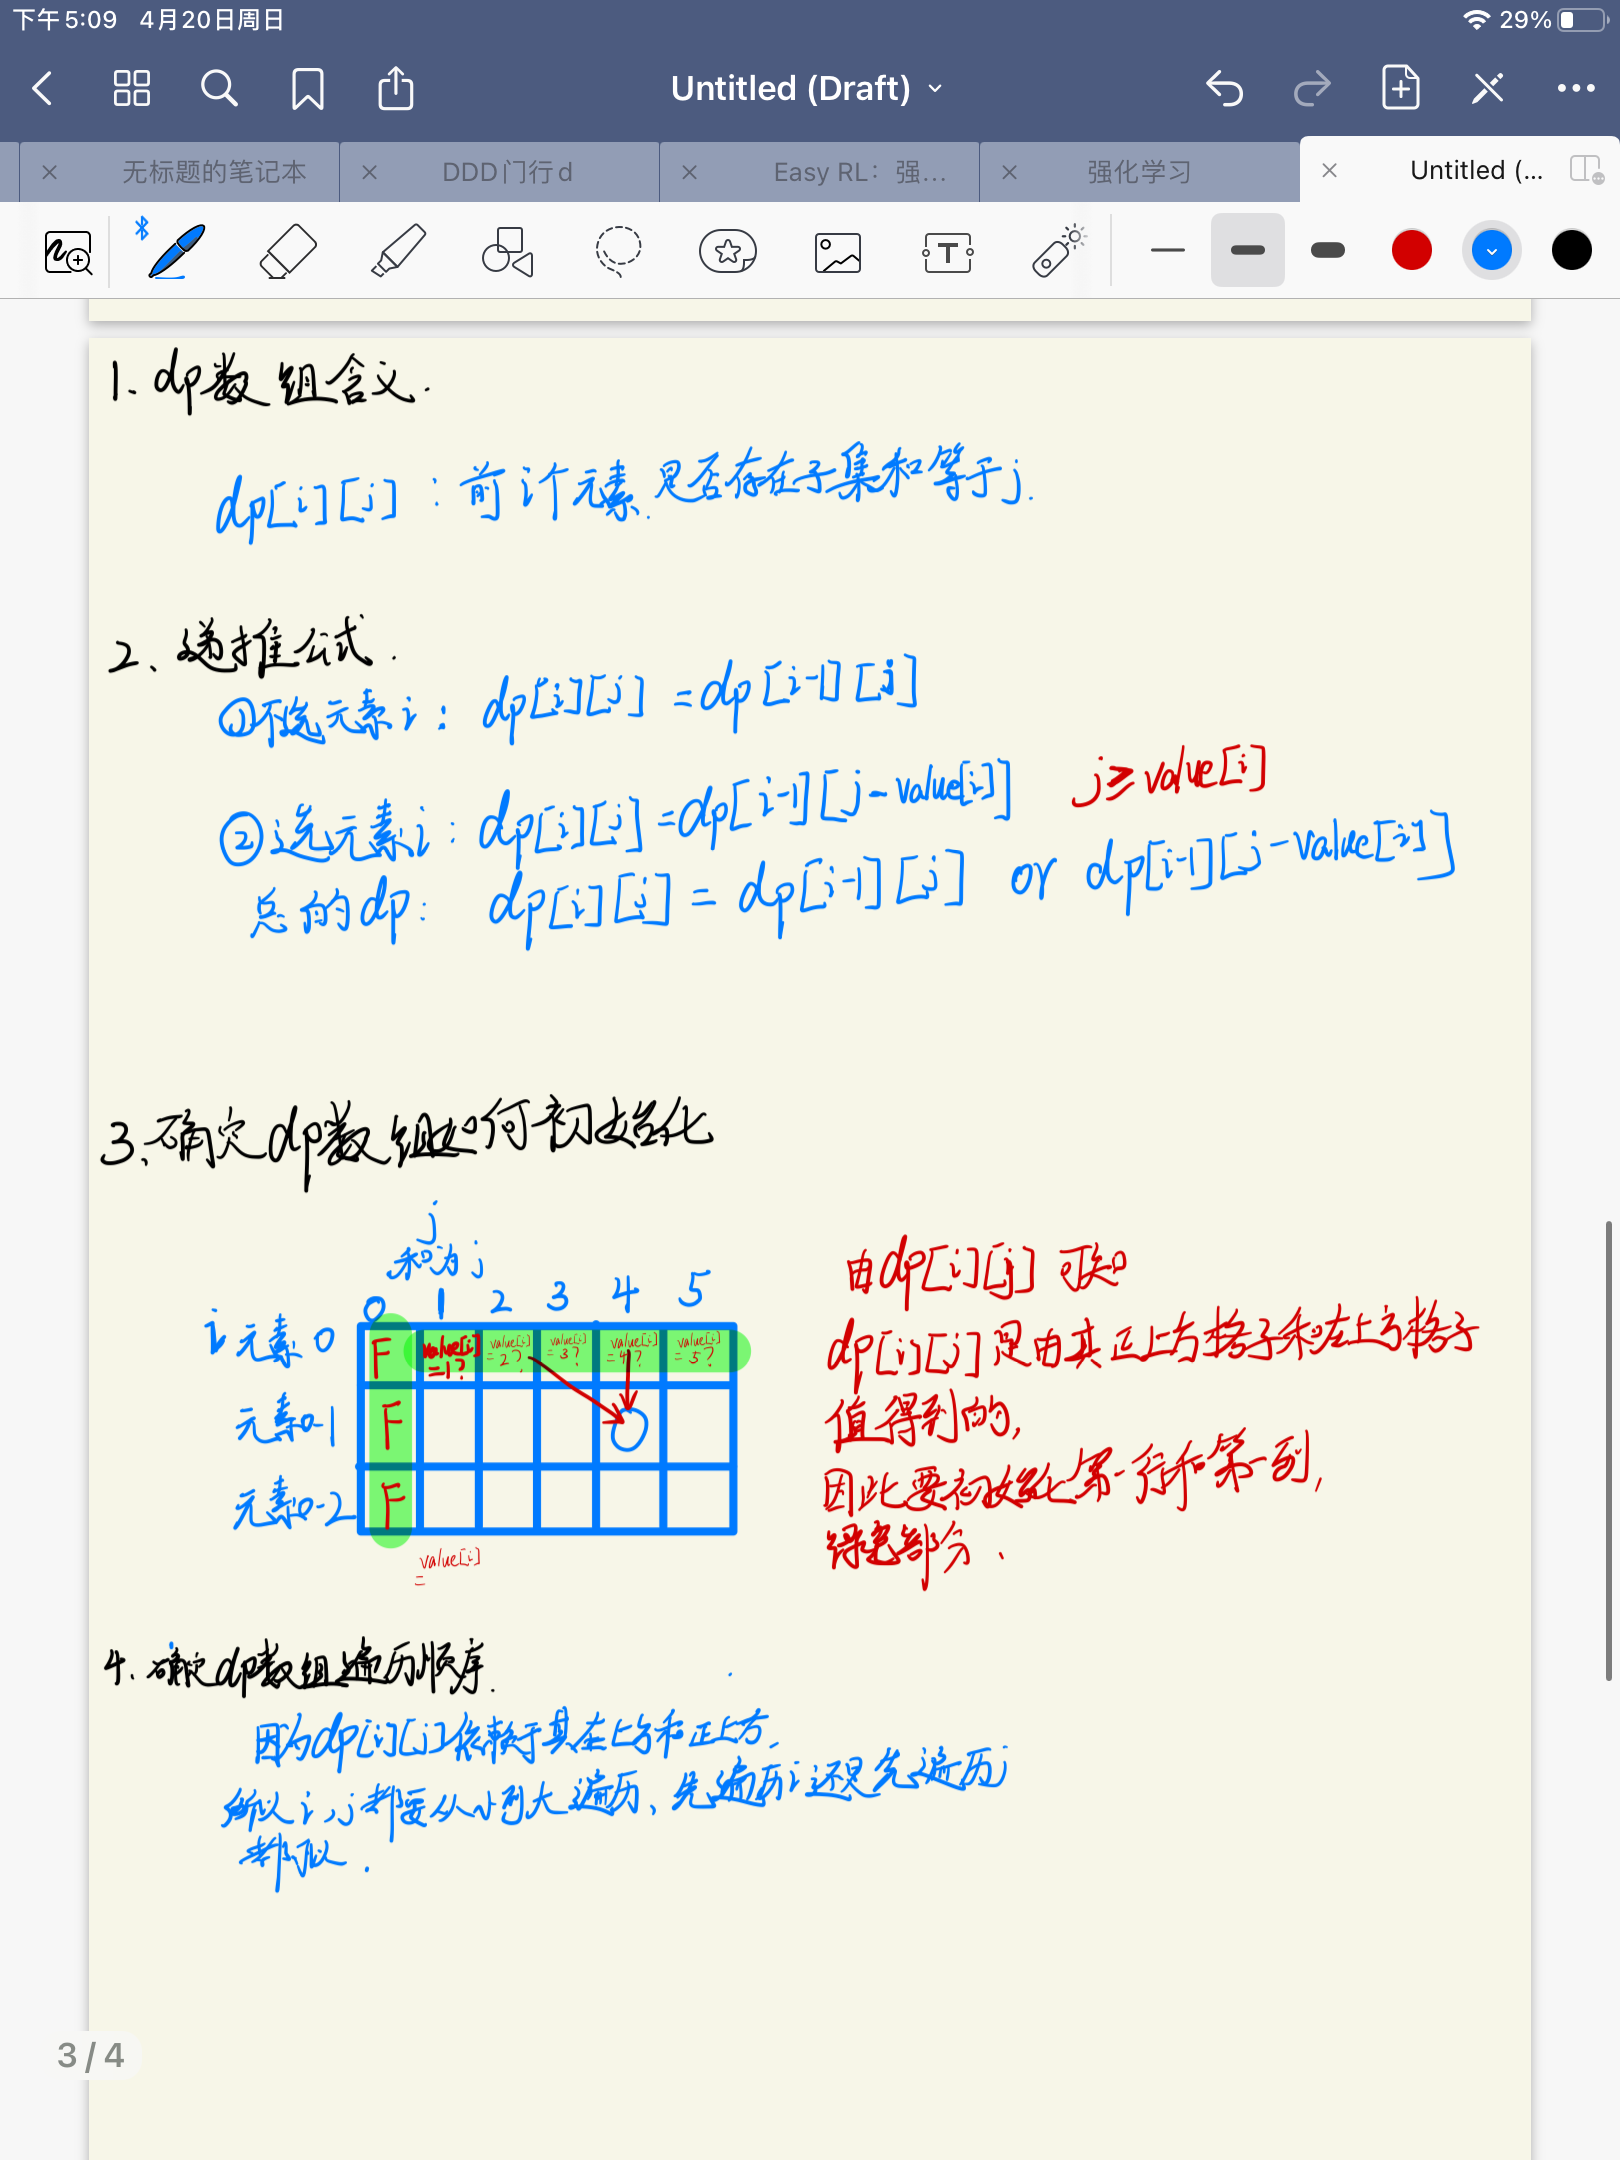 下午5:09 4月20日周日 29%
Untitled (Draft)
无标题的笔记本 DDD门行d Easy RL：强... 强化学习 Untitled (...
1. dp数组含义.
dp[i][j]：前i个元素.是否存在子集和等于j.
2、递推公式.
①不选元素i：dp[i][j] = dp[i-1][j]
②选元素i：dp[i][j] = dp[i-1][j-value[i]] j≥value[i]
总的dp： dp[i][j] = dp[i-1][j] or dp[i-1][j-value[i]]
3、确定dp数组如何初始化
j
和为j
0 1 2 3 4 5
i 元素0 F value[i]=1? value[i]=2? value[i]=3? value[i]=4? value[i]=5?
元素0-1 F
元素0-2 F
value[i]
=
由dp[i][j]可知
dp[i][j]是由其正上方格子和左上方格子
值得到的,
因此要初始化第一行和第一列,
绿色部分.
4、确定dp数组遍历顺序.
因为dp[i][j]依赖于其左上方和正上方,
所以i,j都要从小到大遍历、先遍历i还是先遍历j
都可以.
3 / 4